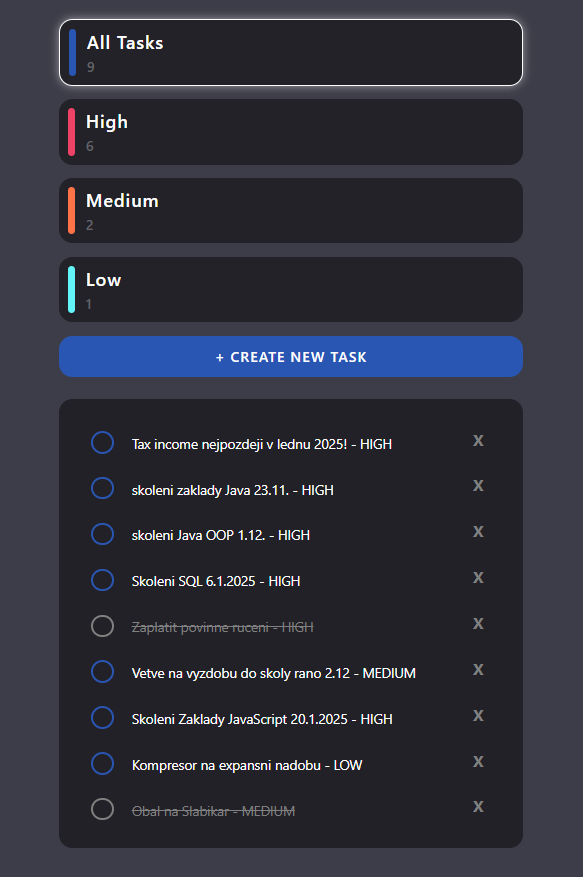 All Tasks
9
High
6
Medium
2
Low
1
+ CREATE NEW TASK
Tax income nejpozdeji v lednu 2025! - HIGH X
skoleni zaklady Java 23.11. - HIGH X
skoleni Java OOP 1.12. - HIGH X
Skoleni SQL 6.1.2025 - HIGH X
Zaplatit povinne ruceni - HIGH X
Vetve na vyzdobu do skoly rano 2.12 - MEDIUM X
Skoleni Zaklady JavaScript 20.1.2025 - HIGH X
Kompresor na expansni nadobu - LOW X
Obal na Slabikar - MEDIUM X